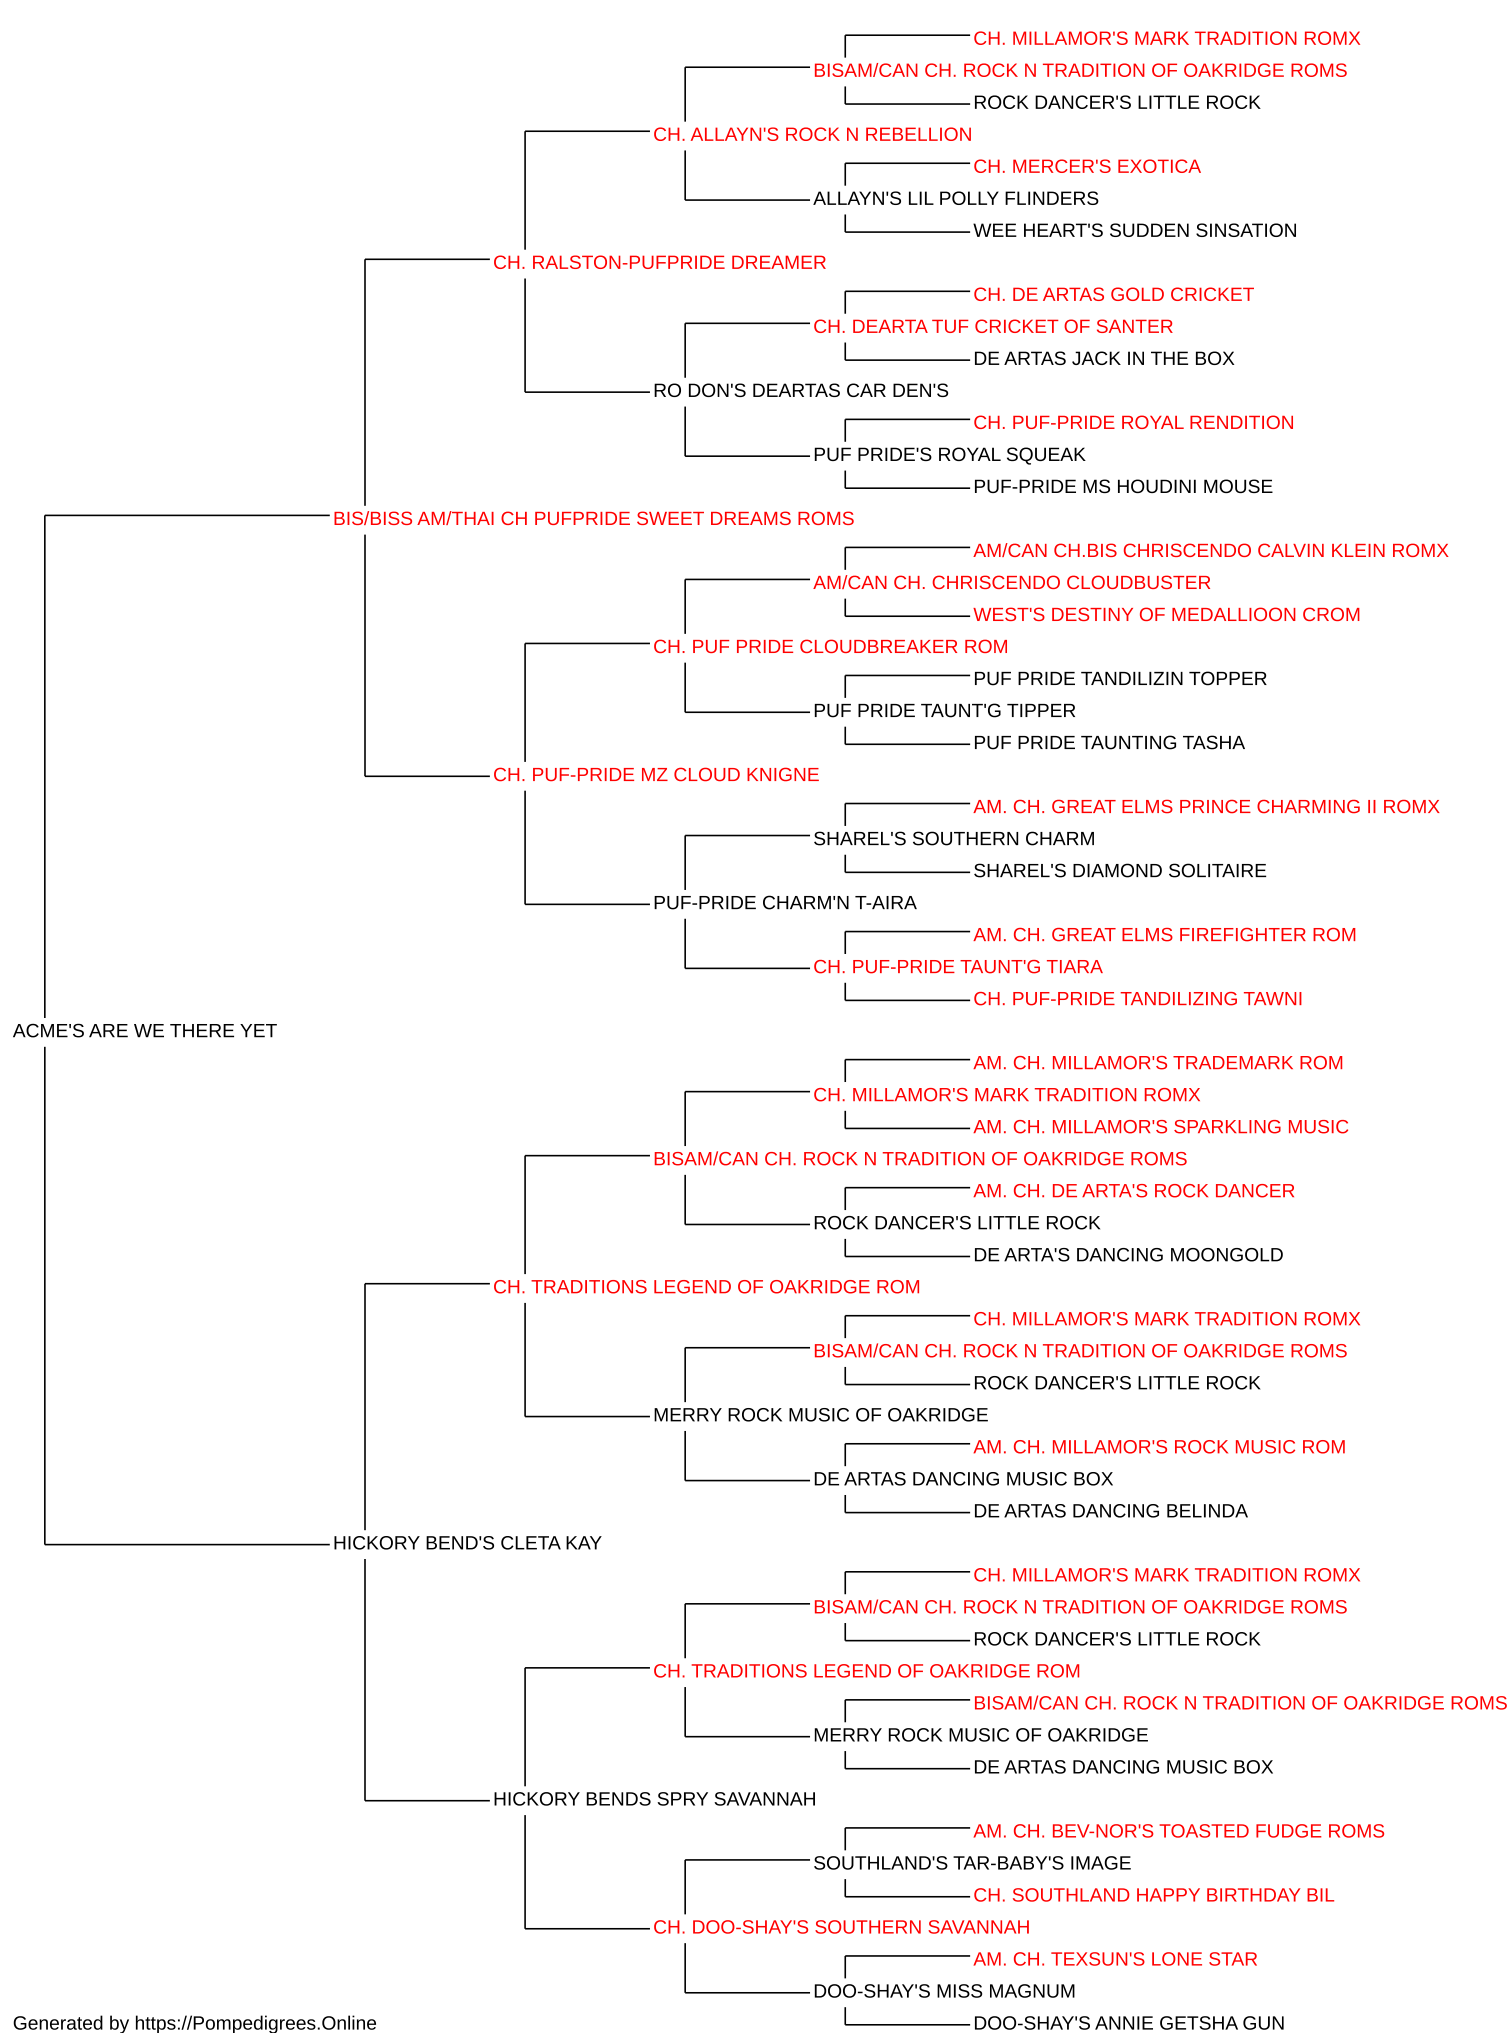 CH. MILLAMOR'S MARK TRADITION ROMX
BISAM/CAN CH. ROCK N TRADITION OF OAKRIDGE ROMS
ROCK DANCER'S LITTLE ROCK
CH. ALLAYN'S ROCK N REBELLION
CH. MERCER'S EXOTICA
ALLAYN'S LIL POLLY FLINDERS
WEE HEART'S SUDDEN SINSATION
CH. RALSTON-PUFPRIDE DREAMER
CH. DE ARTAS GOLD CRICKET
CH. DEARTA TUF CRICKET OF SANTER
DE ARTAS JACK IN THE BOX
RO DON'S DEARTAS CAR DEN'S
CH. PUF-PRIDE ROYAL RENDITION
PUF PRIDE'S ROYAL SQUEAK
PUF-PRIDE MS HOUDINI MOUSE
BIS/BISS AM/THAI CH PUFPRIDE SWEET DREAMS ROMS
AM/CAN CH.BIS CHRISCENDO CALVIN KLEIN ROMX
AM/CAN CH. CHRISCENDO CLOUDBUSTER
WEST'S DESTINY OF MEDALLIOON CROM
CH. PUF PRIDE CLOUDBREAKER ROM
PUF PRIDE TANDILIZIN TOPPER
PUF PRIDE TAUNT'G TIPPER
PUF PRIDE TAUNTING TASHA
CH. PUF-PRIDE MZ CLOUD KNIGNE
AM. CH. GREAT ELMS PRINCE CHARMING II ROMX
SHAREL'S SOUTHERN CHARM
SHAREL'S DIAMOND SOLITAIRE
PUF-PRIDE CHARM'N T-AIRA
AM. CH. GREAT ELMS FIREFIGHTER ROM
CH. PUF-PRIDE TAUNT'G TIARA
CH. PUF-PRIDE TANDILIZING TAWNI
ACME'S ARE WE THERE YET
AM. CH. MILLAMOR'S TRADEMARK ROM
CH. MILLAMOR'S MARK TRADITION ROMX
AM. CH. MILLAMOR'S SPARKLING MUSIC
BISAM/CAN CH. ROCK N TRADITION OF OAKRIDGE ROMS
AM. CH. DE ARTA'S ROCK DANCER
ROCK DANCER'S LITTLE ROCK
DE ARTA'S DANCING MOONGOLD
CH. TRADITIONS LEGEND OF OAKRIDGE ROM
CH. MILLAMOR'S MARK TRADITION ROMX
BISAM/CAN CH. ROCK N TRADITION OF OAKRIDGE ROMS
ROCK DANCER'S LITTLE ROCK
MERRY ROCK MUSIC OF OAKRIDGE
AM. CH. MILLAMOR'S ROCK MUSIC ROM
DE ARTAS DANCING MUSIC BOX
DE ARTAS DANCING BELINDA
HICKORY BEND'S CLETA KAY
CH. MILLAMOR'S MARK TRADITION ROMX
BISAM/CAN CH. ROCK N TRADITION OF OAKRIDGE ROMS
ROCK DANCER'S LITTLE ROCK
CH. TRADITIONS LEGEND OF OAKRIDGE ROM
BISAM/CAN CH. ROCK N TRADITION OF OAKRIDGE ROMS
MERRY ROCK MUSIC OF OAKRIDGE
DE ARTAS DANCING MUSIC BOX
HICKORY BENDS SPRY SAVANNAH
AM. CH. BEV-NOR'S TOASTED FUDGE ROMS
SOUTHLAND'S TAR-BABY'S IMAGE
CH. SOUTHLAND HAPPY BIRTHDAY BIL
CH. DOO-SHAY'S SOUTHERN SAVANNAH
AM. CH. TEXSUN'S LONE STAR
DOO-SHAY'S MISS MAGNUM
DOO-SHAY'S ANNIE GETSHA GUN
Generated by https://Pompedigrees.Online